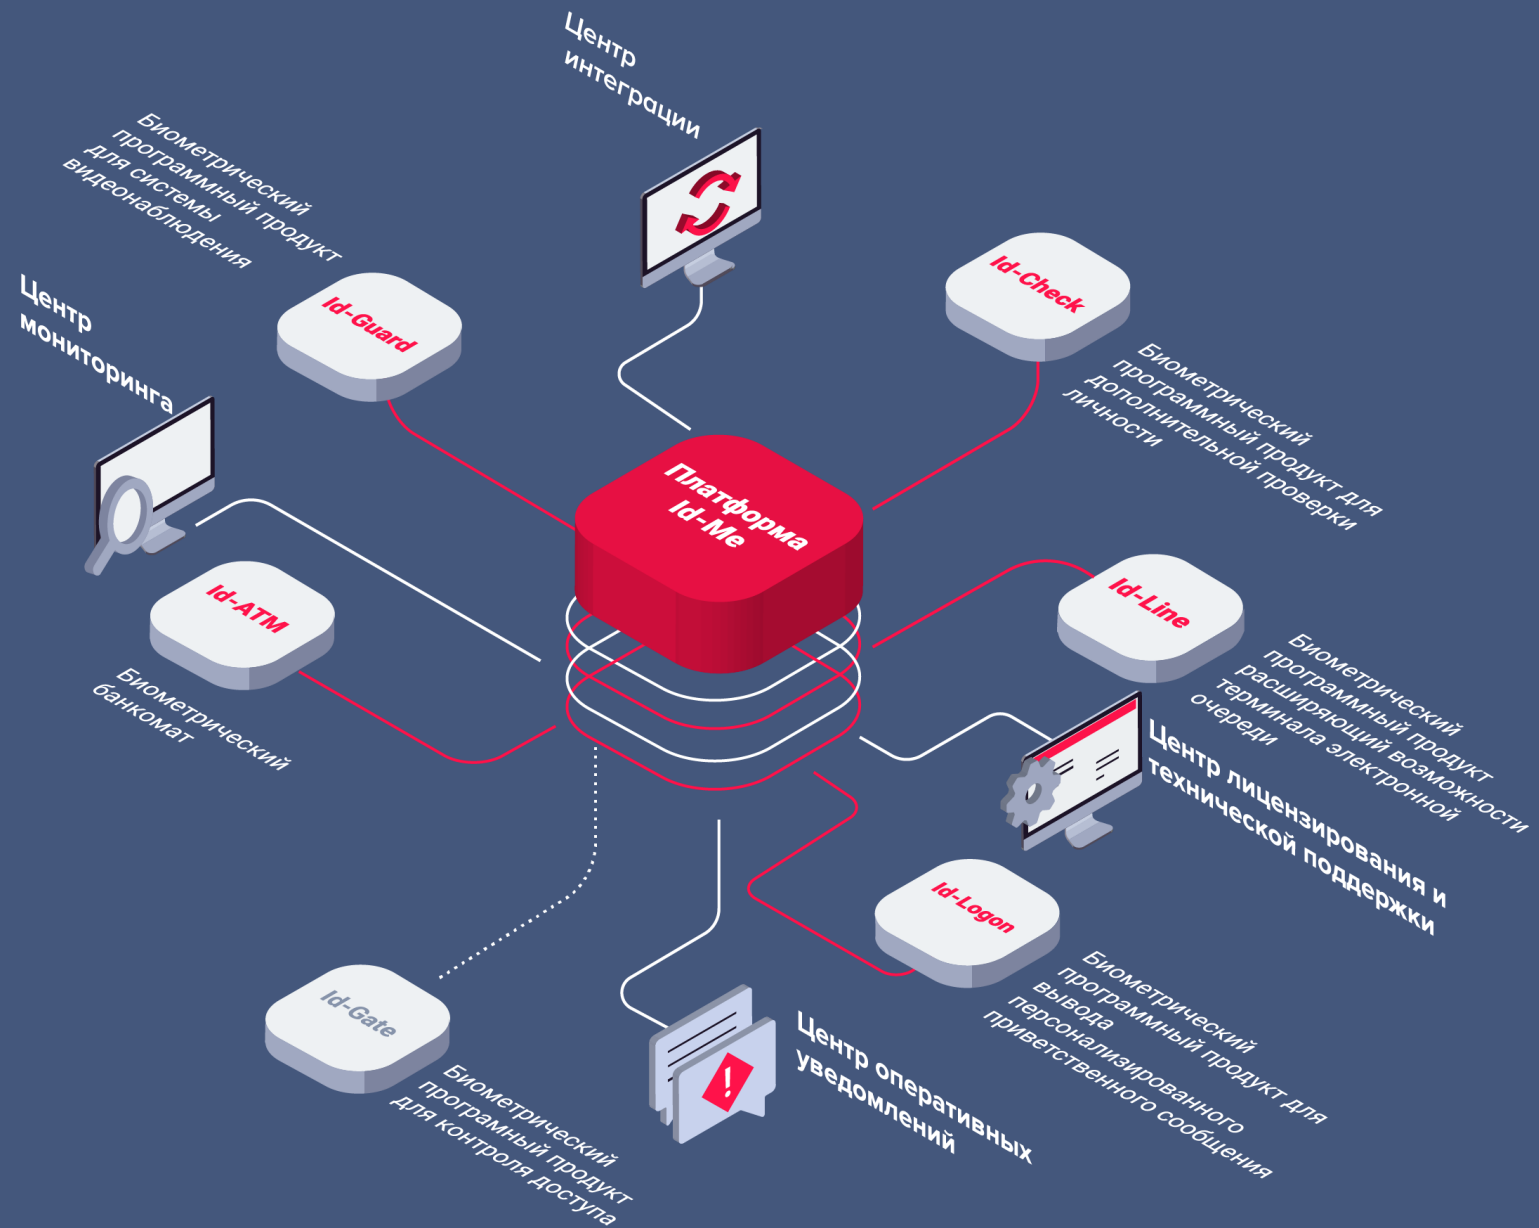 Центр
интеграции
Биометрический
программный продукт
для системы
видеонаблюдения
Id-Guard
Id-Check
Биометрический
программный продукт для
дополнительной проверки
личности
Центр
мониторинга
Платформа
Id-Me
Id-ATM
Биометрический
банкомат
Id-Line
Биометрический
программный продукт
расширяющий возможности
терминала электронной
очереди
Центр лицензирования и
технической поддержки
Id-Logon
Биометрический
программный продукт для
вывода
персонализированного
приветственного сообщения
Id-Gate
Биометрический
програмный продукт
для контроля доступа
!
Центр оперативных
уведомлений